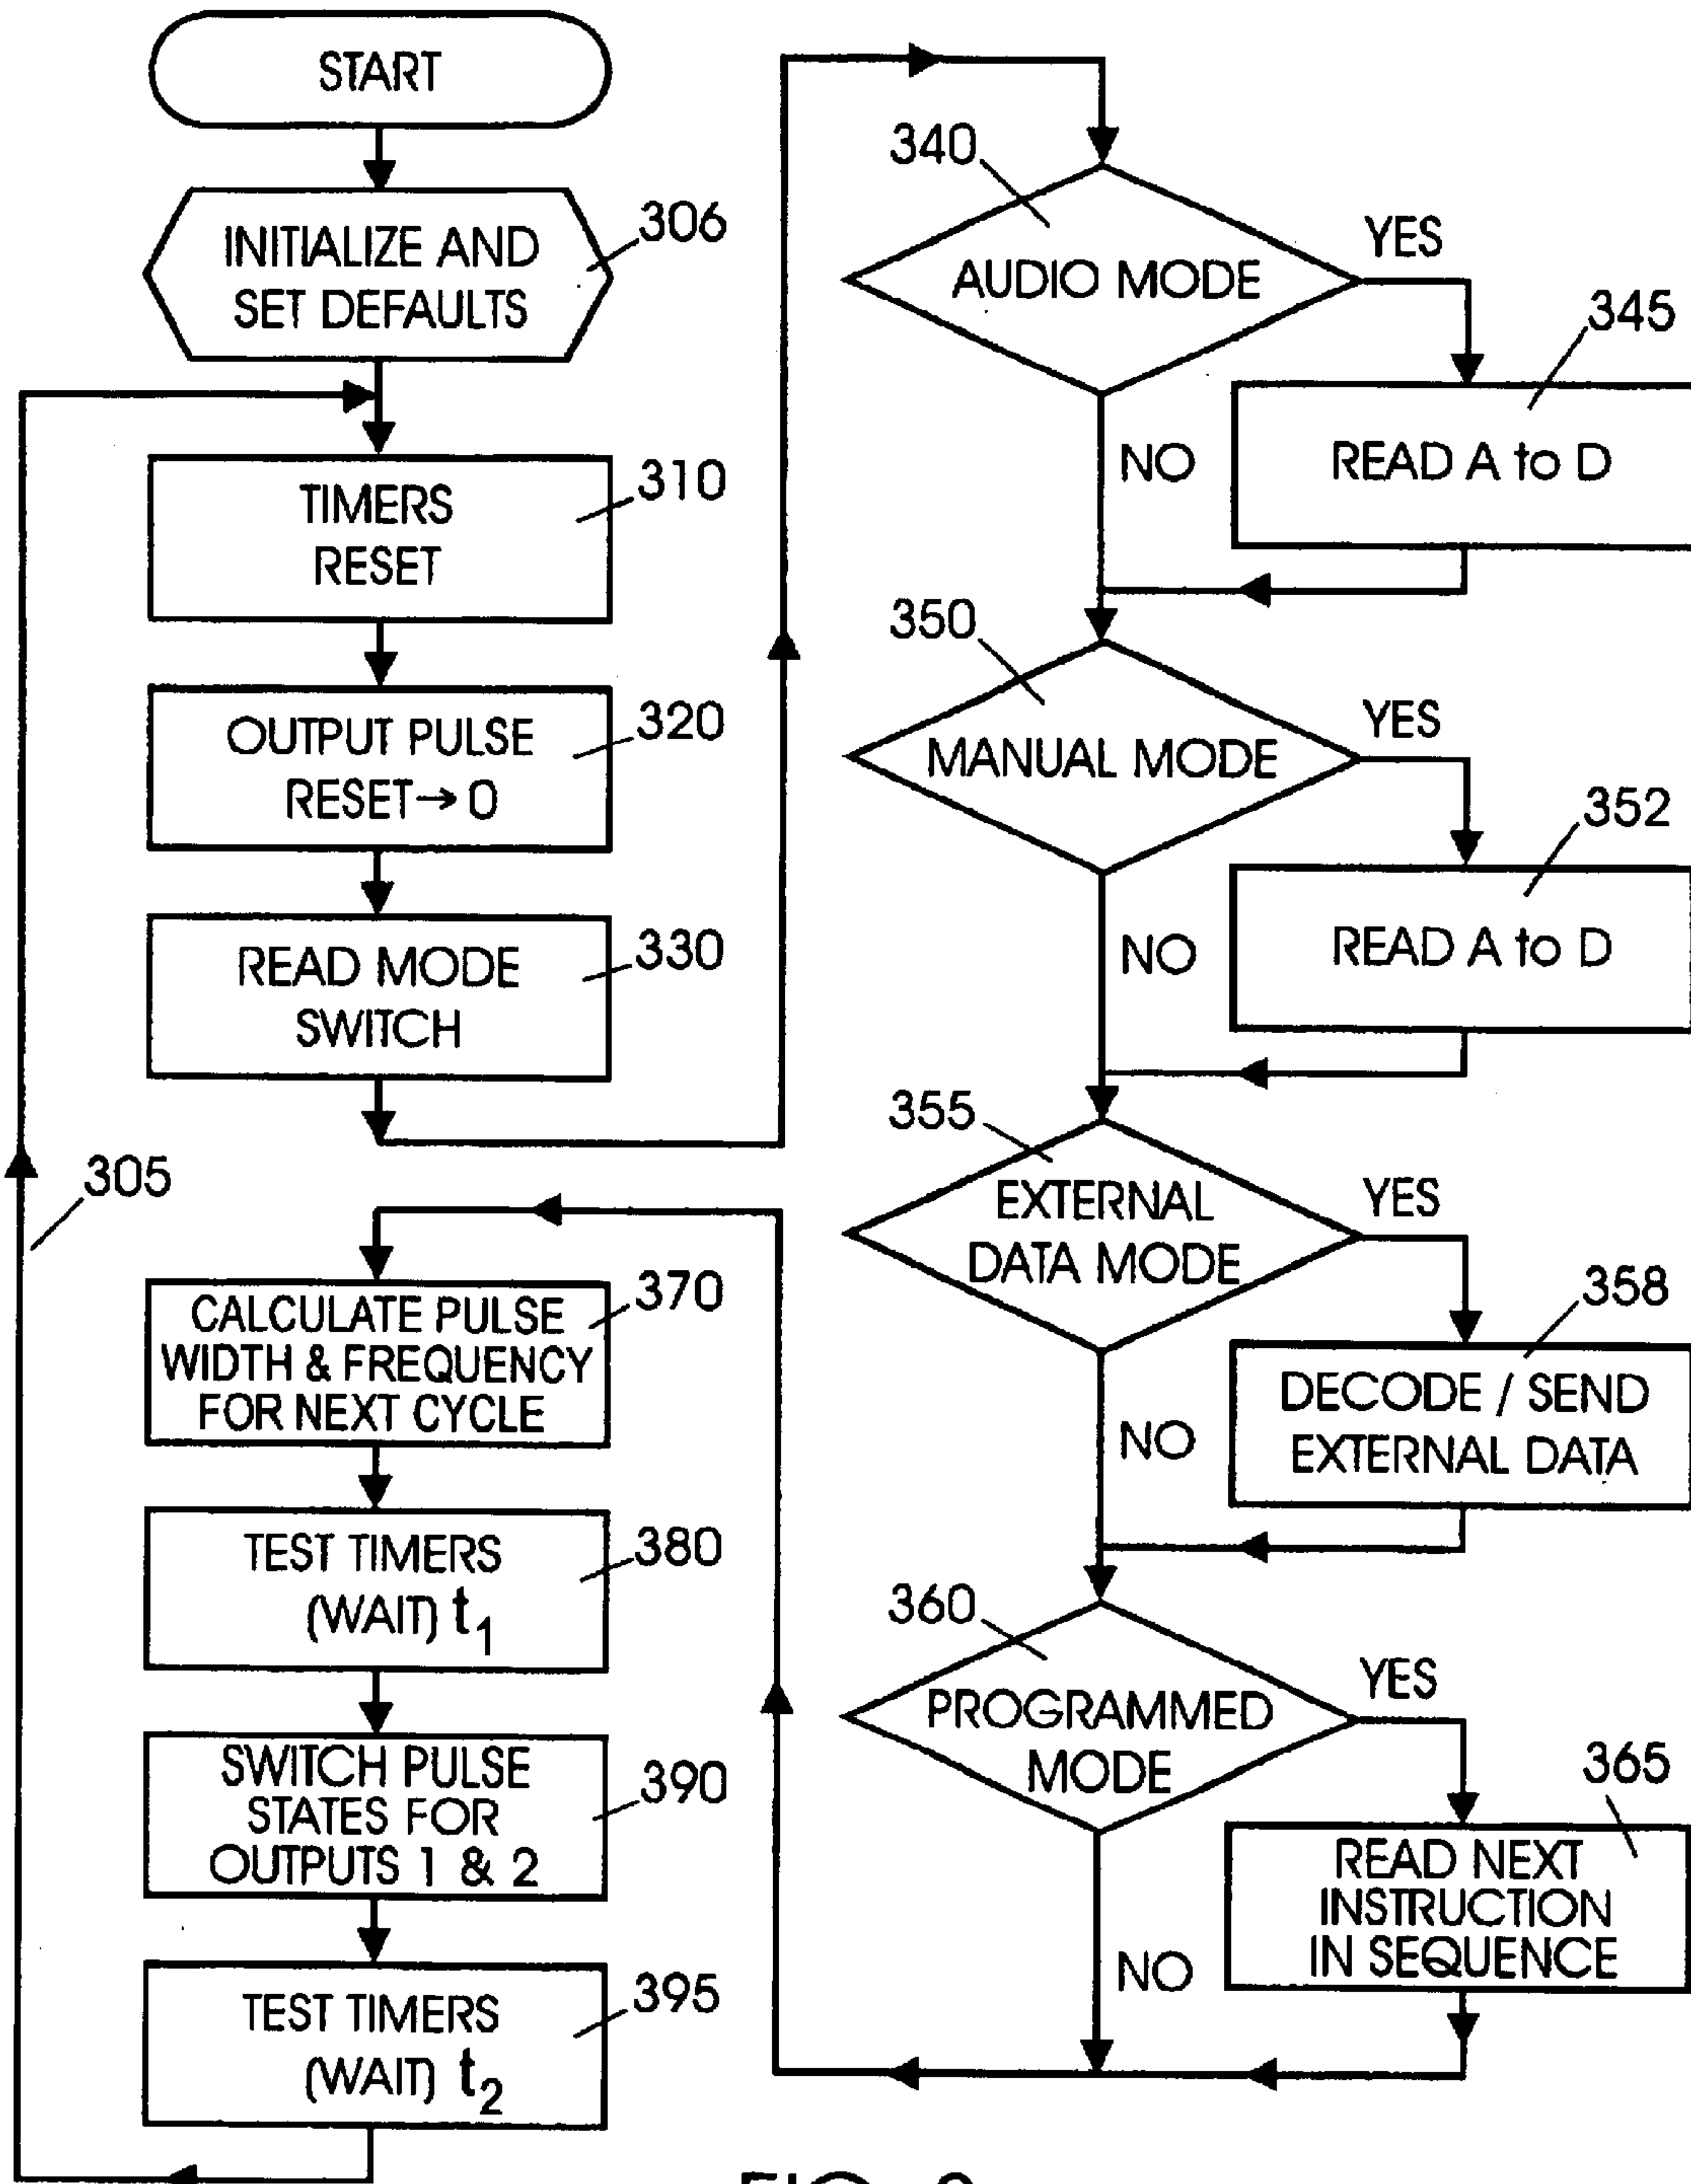 START
INITIALIZE AND
SET DEFAULTS
306
TIMERS
RESET
310
OUTPUT PULSE
RESET→0
320
READ MODE
SWITCH
330
305
CALCULATE PULSE
WIDTH & FREQUENCY
FOR NEXT CYCLE
370
TEST TIMERS
(WAIT) t1
380
SWITCH PULSE
STATES FOR
OUTPUTS 1 & 2
390
TEST TIMERS
(WAIT) t2
395
340
AUDIO MODE
YES
345
NO
READ A to D
350
MANUAL MODE
YES
352
NO
READ A to D
355
EXTERNAL
DATA MODE
YES
358
NO
DECODE / SEND
EXTERNAL DATA
360
PROGRAMMED
MODE
YES
365
NO
READ NEXT
INSTRUCTION
IN SEQUENCE
FIG.